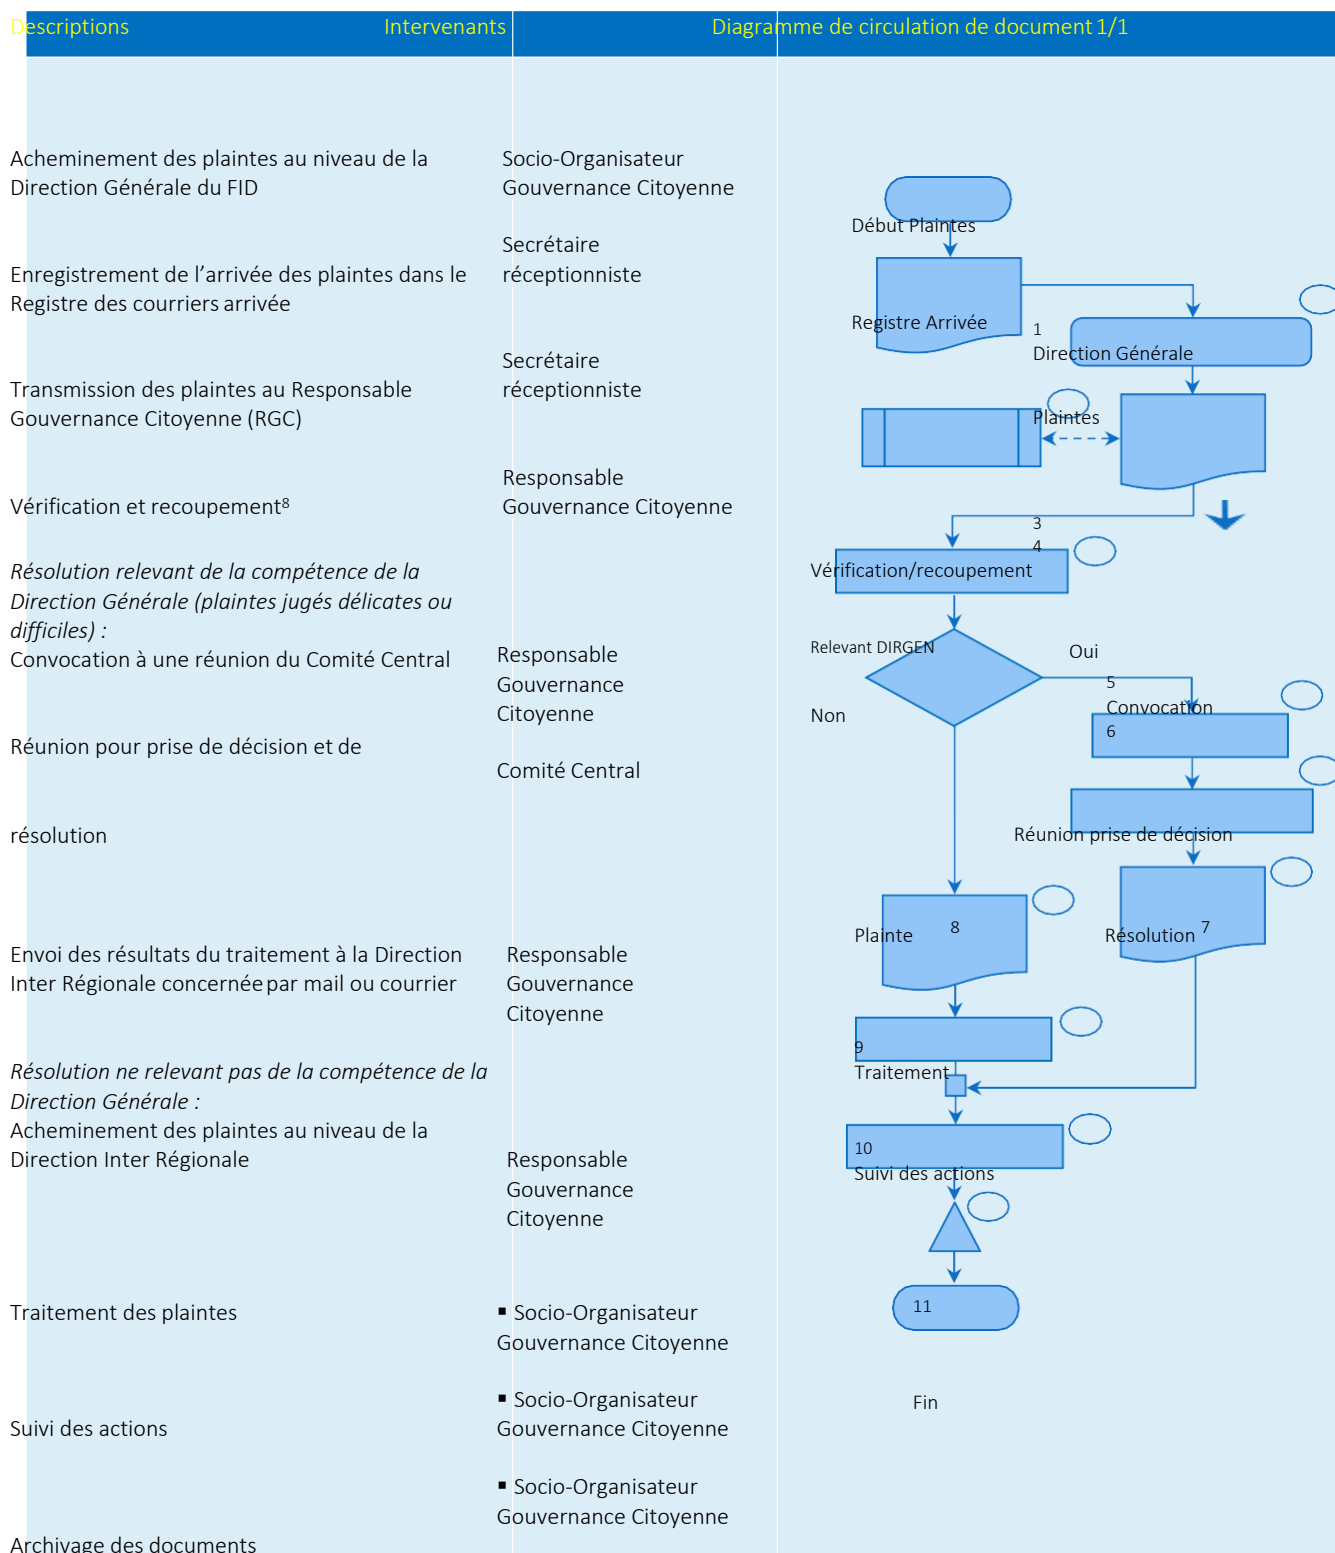 Descriptions Intervenants Diagramme de circulation de document 1/1
Acheminement des plaintes au niveau de la
Direction Générale du FID
Enregistrement de l’arrivée des plaintes dans le
Registre des courriers arrivée
Transmission des plaintes au Responsable
Gouvernance Citoyenne (RGC)
Vérification et recoupement8
Résolution relevant de la compétence de la
Direction Générale (plaintes jugés délicates ou
difficiles) :
Convocation à une réunion du Comité Central
Réunion pour prise de décision et de
résolution
Envoi des résultats du traitement à la Direction
Inter Régionale concernée par mail ou courrier
Résolution ne relevant pas de la compétence de la
Direction Générale :
Acheminement des plaintes au niveau de la
Direction Inter Régionale
Traitement des plaintes
Suivi des actions
Archivage des documents
Socio-Organisateur
Gouvernance Citoyenne
Secrétaire
réceptionniste
Secrétaire
réceptionniste
Responsable
Gouvernance Citoyenne
Responsable
Gouvernance
Citoyenne
Comité Central
Responsable
Gouvernance
Citoyenne
Responsable
Gouvernance
Citoyenne
▪ Socio-Organisateur
Gouvernance Citoyenne
▪ Socio-Organisateur
Gouvernance Citoyenne
▪ Socio-Organisateur
Gouvernance Citoyenne
Début Plaintes
Registre Arrivée
1
Direction Générale
Plaintes
3
4
Vérification/recoupement
Relevant DIRGEN
Oui
Non
5
Convocation
6
Réunion prise de décision
Plainte 8
Résolution 7
9
Traitement
10
Suivi des actions
11
Fin